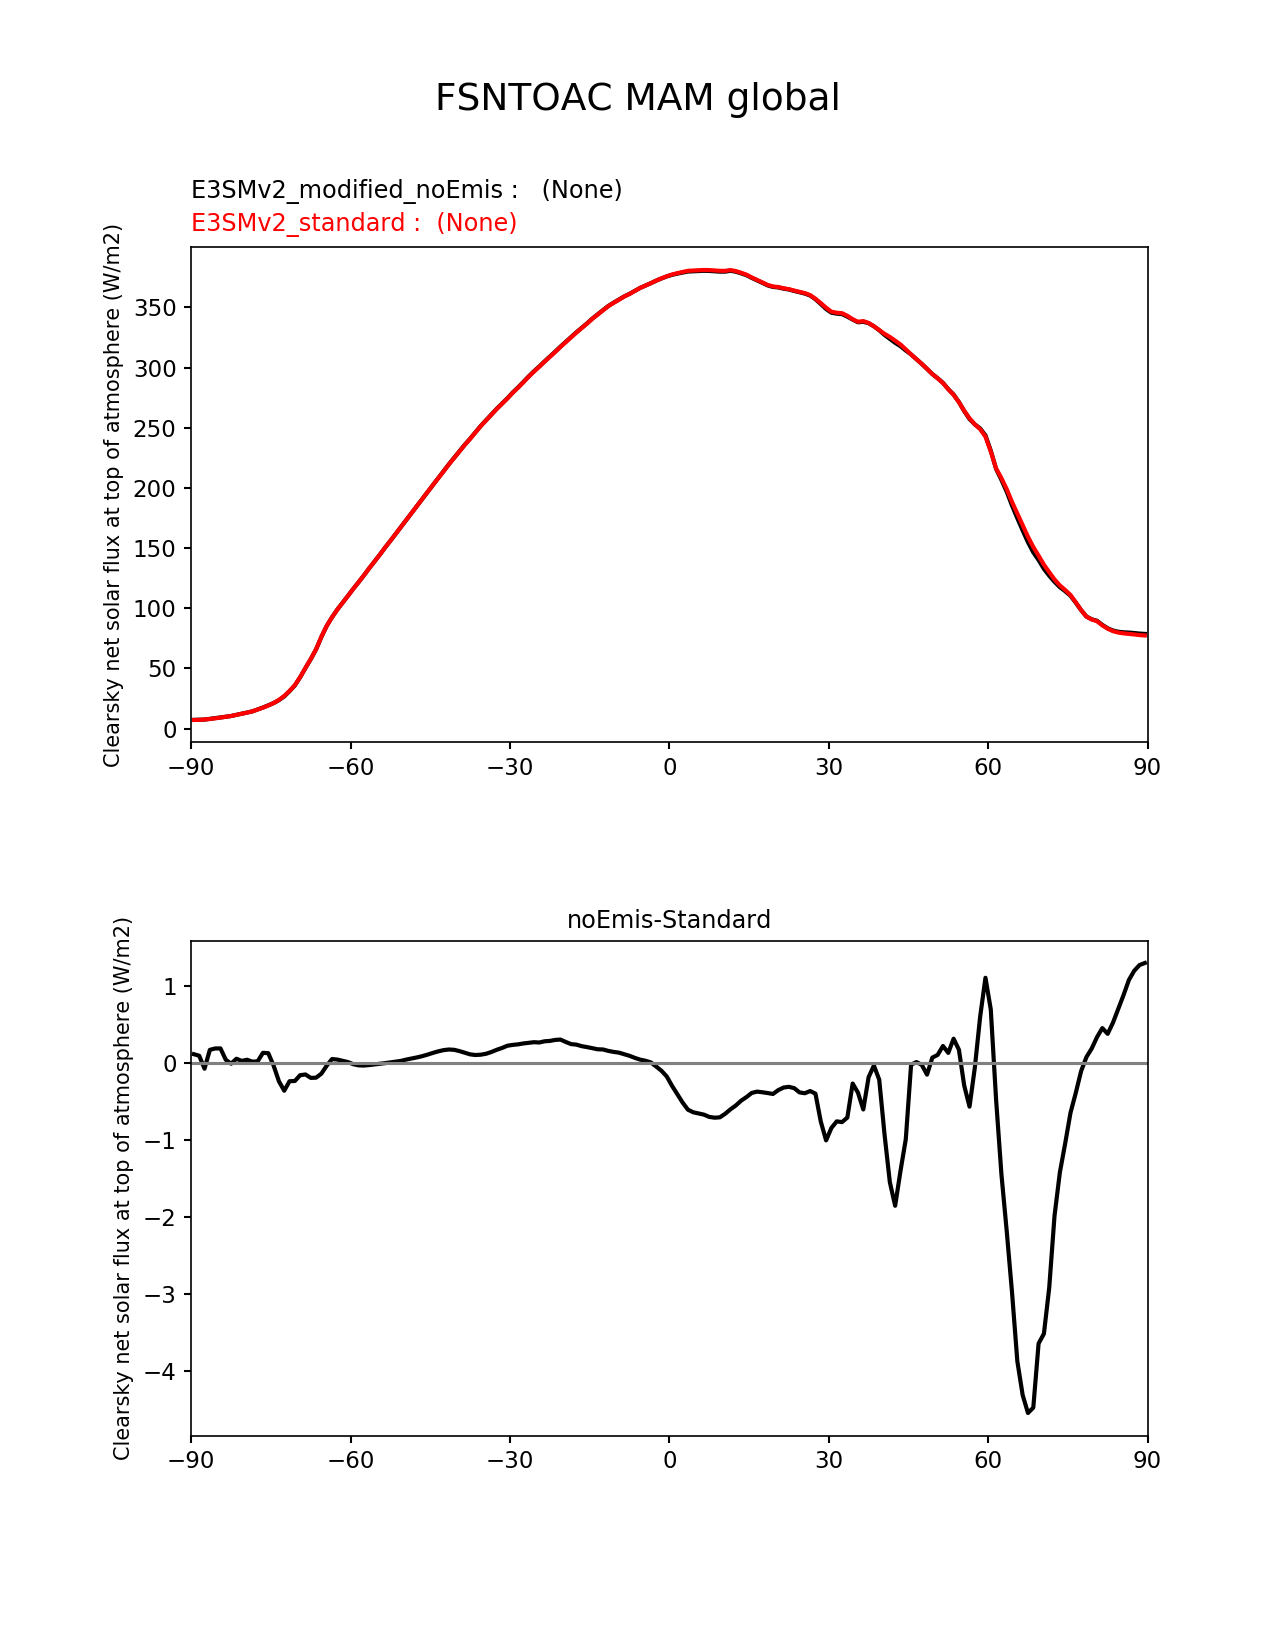 FSNTOAC MAM global
E3SMv2_modified_noEmis :   (None)
E3SMv2_standard :  (None)
Clearsky net solar flux at top of atmosphere (W/m2)
350
300
250
200
150
100
50
0
−90 −60 −30 0 30 60 90
noEmis-Standard
Clearsky net solar flux at top of atmosphere (W/m2)
1
0
−1
−2
−3
−4
−90 −60 −30 0 30 60 90